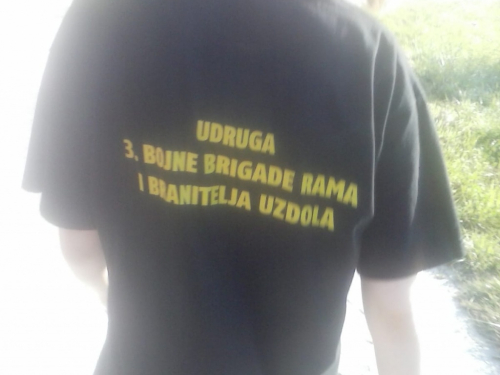 UDRUGA
3. BOJNE BRIGADE RAMA
I BRANITELJA UZDOLA